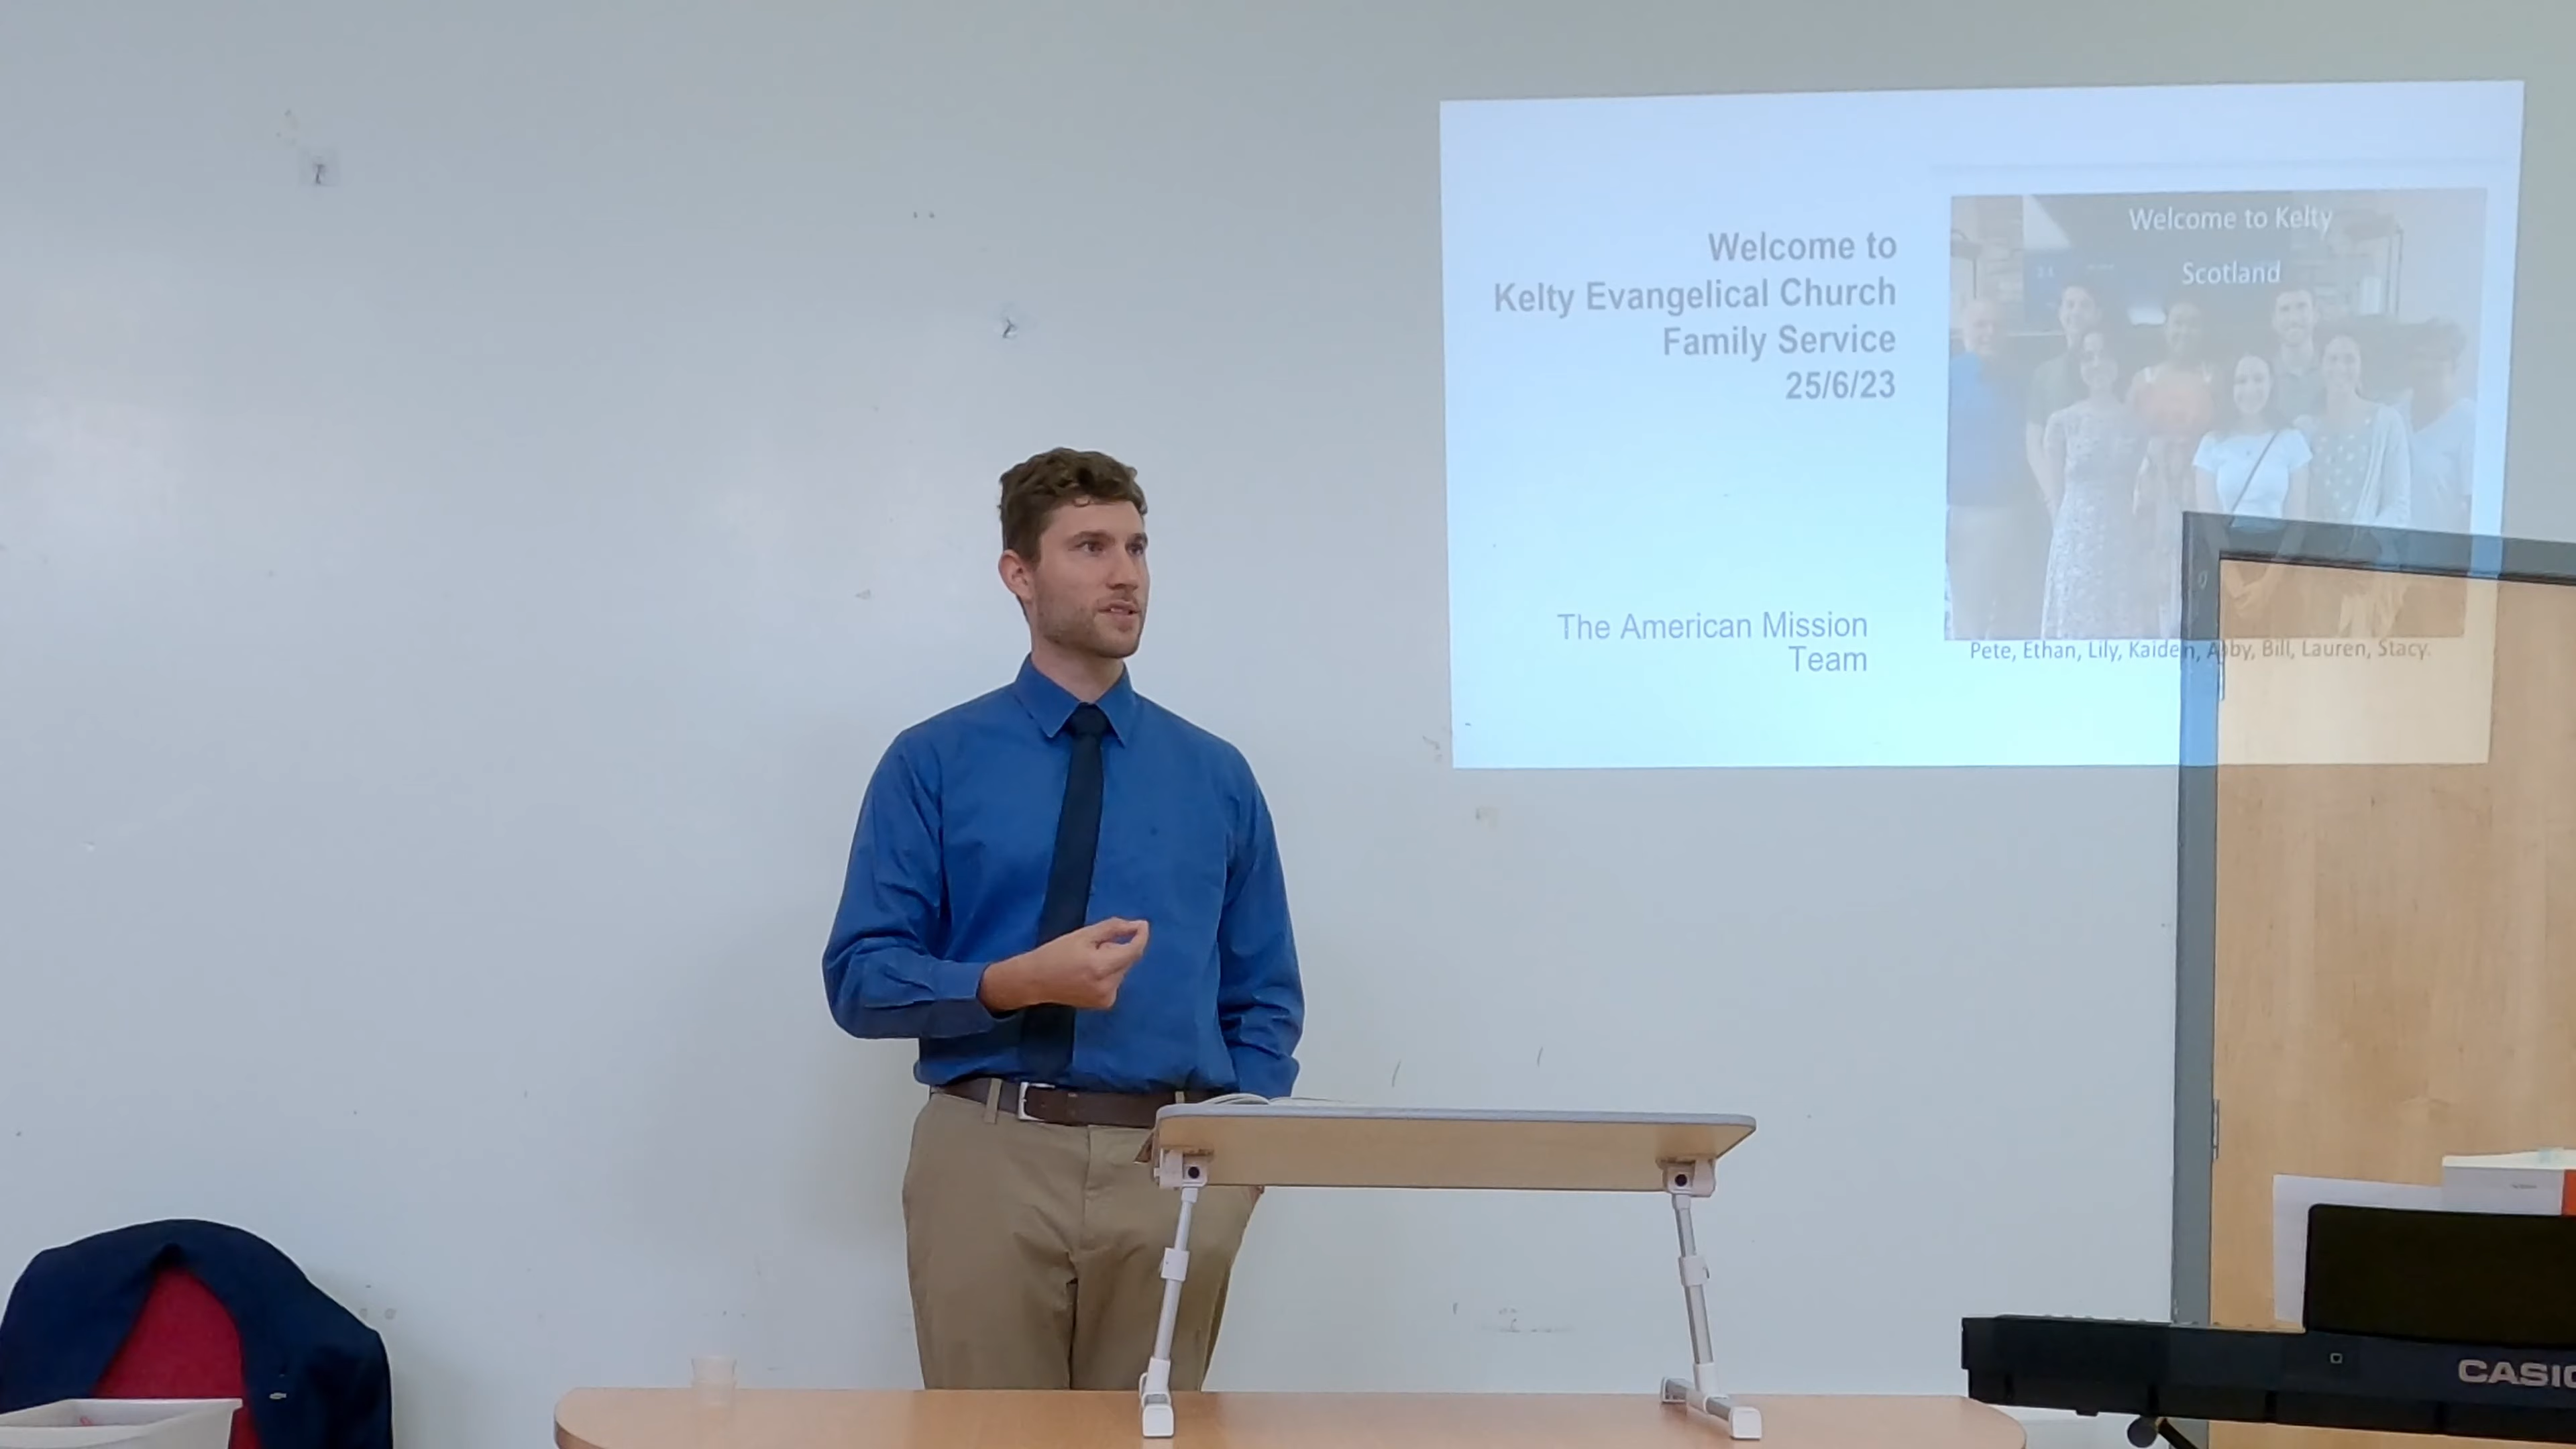 Welcome to
Kelty Evangelical Church
Family Service
25/6/23
The American Mission
Team
Welcome to Kelty
Scotland
Pete, Ethan, Lily, Kaiden, Abby, Bill, Lauren, Stacy.
CASIO